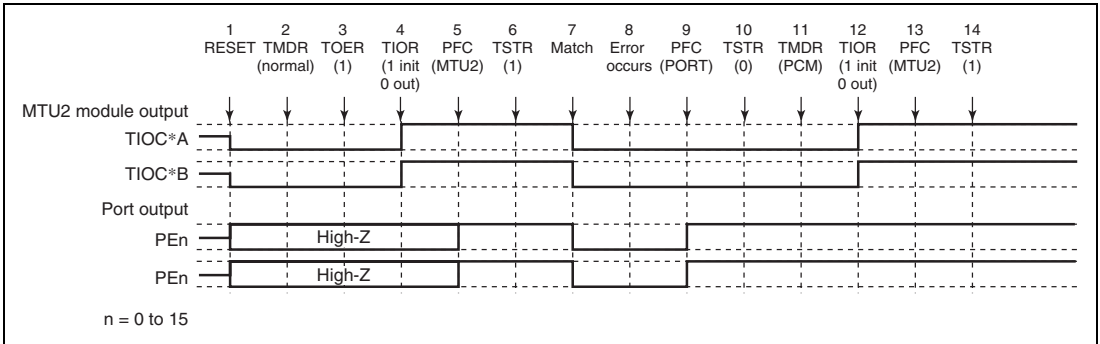 1 2 3 4 5 6 7 8 9 10 11 12 13 14
RESET TMDR TOER TIOR PFC TSTR Match Error PFC TSTR TMDR TIOR PFC TSTR
(normal) (1) (1 init (MTU2) (1) occurs (PORT) (0) (PCM) (1 init (MTU2) (1)
0 out) 0 out)
MTU2 module output
TIOC*A
TIOC*B
Port output
PEn High-Z
PEn High-Z
n = 0 to 15